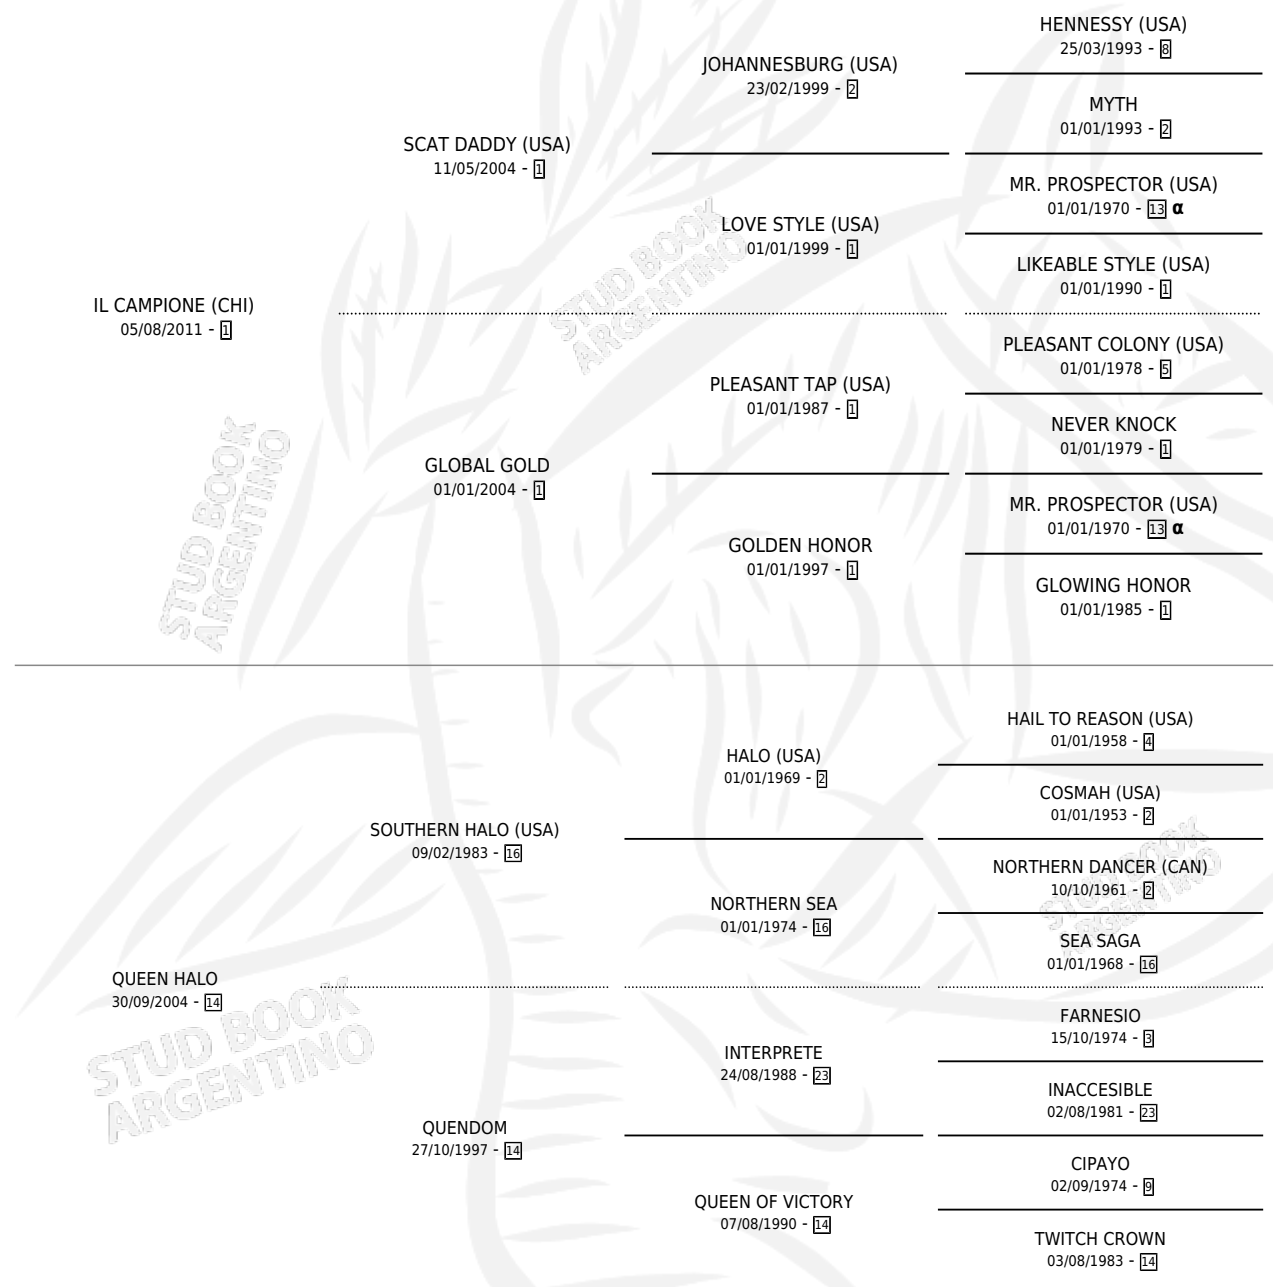 HENNESSY (USA)
25/03/1993 - 8
JOHANNESBURG (USA)
23/02/1999 - 2
MYTH
01/01/1993 - 2
SCAT DADDY (USA)
11/05/2004 - 1
MR. PROSPECTOR (USA)
01/01/1970 - 13 α
LOVE STYLE (USA)
01/01/1999 - 1
LIKEABLE STYLE (USA)
01/01/1990 - 1
IL CAMPIONE (CHI)
05/08/2011 - 1
PLEASANT COLONY (USA)
01/01/1978 - 5
PLEASANT TAP (USA)
01/01/1987 - 1
NEVER KNOCK
01/01/1979 - 1
GLOBAL GOLD
01/01/2004 - 1
MR. PROSPECTOR (USA)
01/01/1970 - 13 α
GOLDEN HONOR
01/01/1997 - 1
GLOWING HONOR
01/01/1985 - 1
HAIL TO REASON (USA)
01/01/1958 - 4
HALO (USA)
01/01/1969 - 2
COSMAH (USA)
01/01/1953 - 2
SOUTHERN HALO (USA)
09/02/1983 - 16
NORTHERN DANCER (CAN)
10/10/1961 - 2
NORTHERN SEA
01/01/1974 - 16
SEA SAGA
01/01/1968 - 16
QUEEN HALO
30/09/2004 - 14
FARNESIO
15/10/1974 - 3
INTERPRETE
24/08/1988 - 23
INACCESIBLE
02/08/1981 - 23
QUENDOM
27/10/1997 - 14
CIPAYO
02/09/1974 - 9
QUEEN OF VICTORY
07/08/1990 - 14
TWITCH CROWN
03/08/1983 - 14
STUD BOOK
ARGENTINO
STUD BOOK
ARGENTINO
STUD BOOK
ARGENTINO
STUD BOOK
ARGENTINO